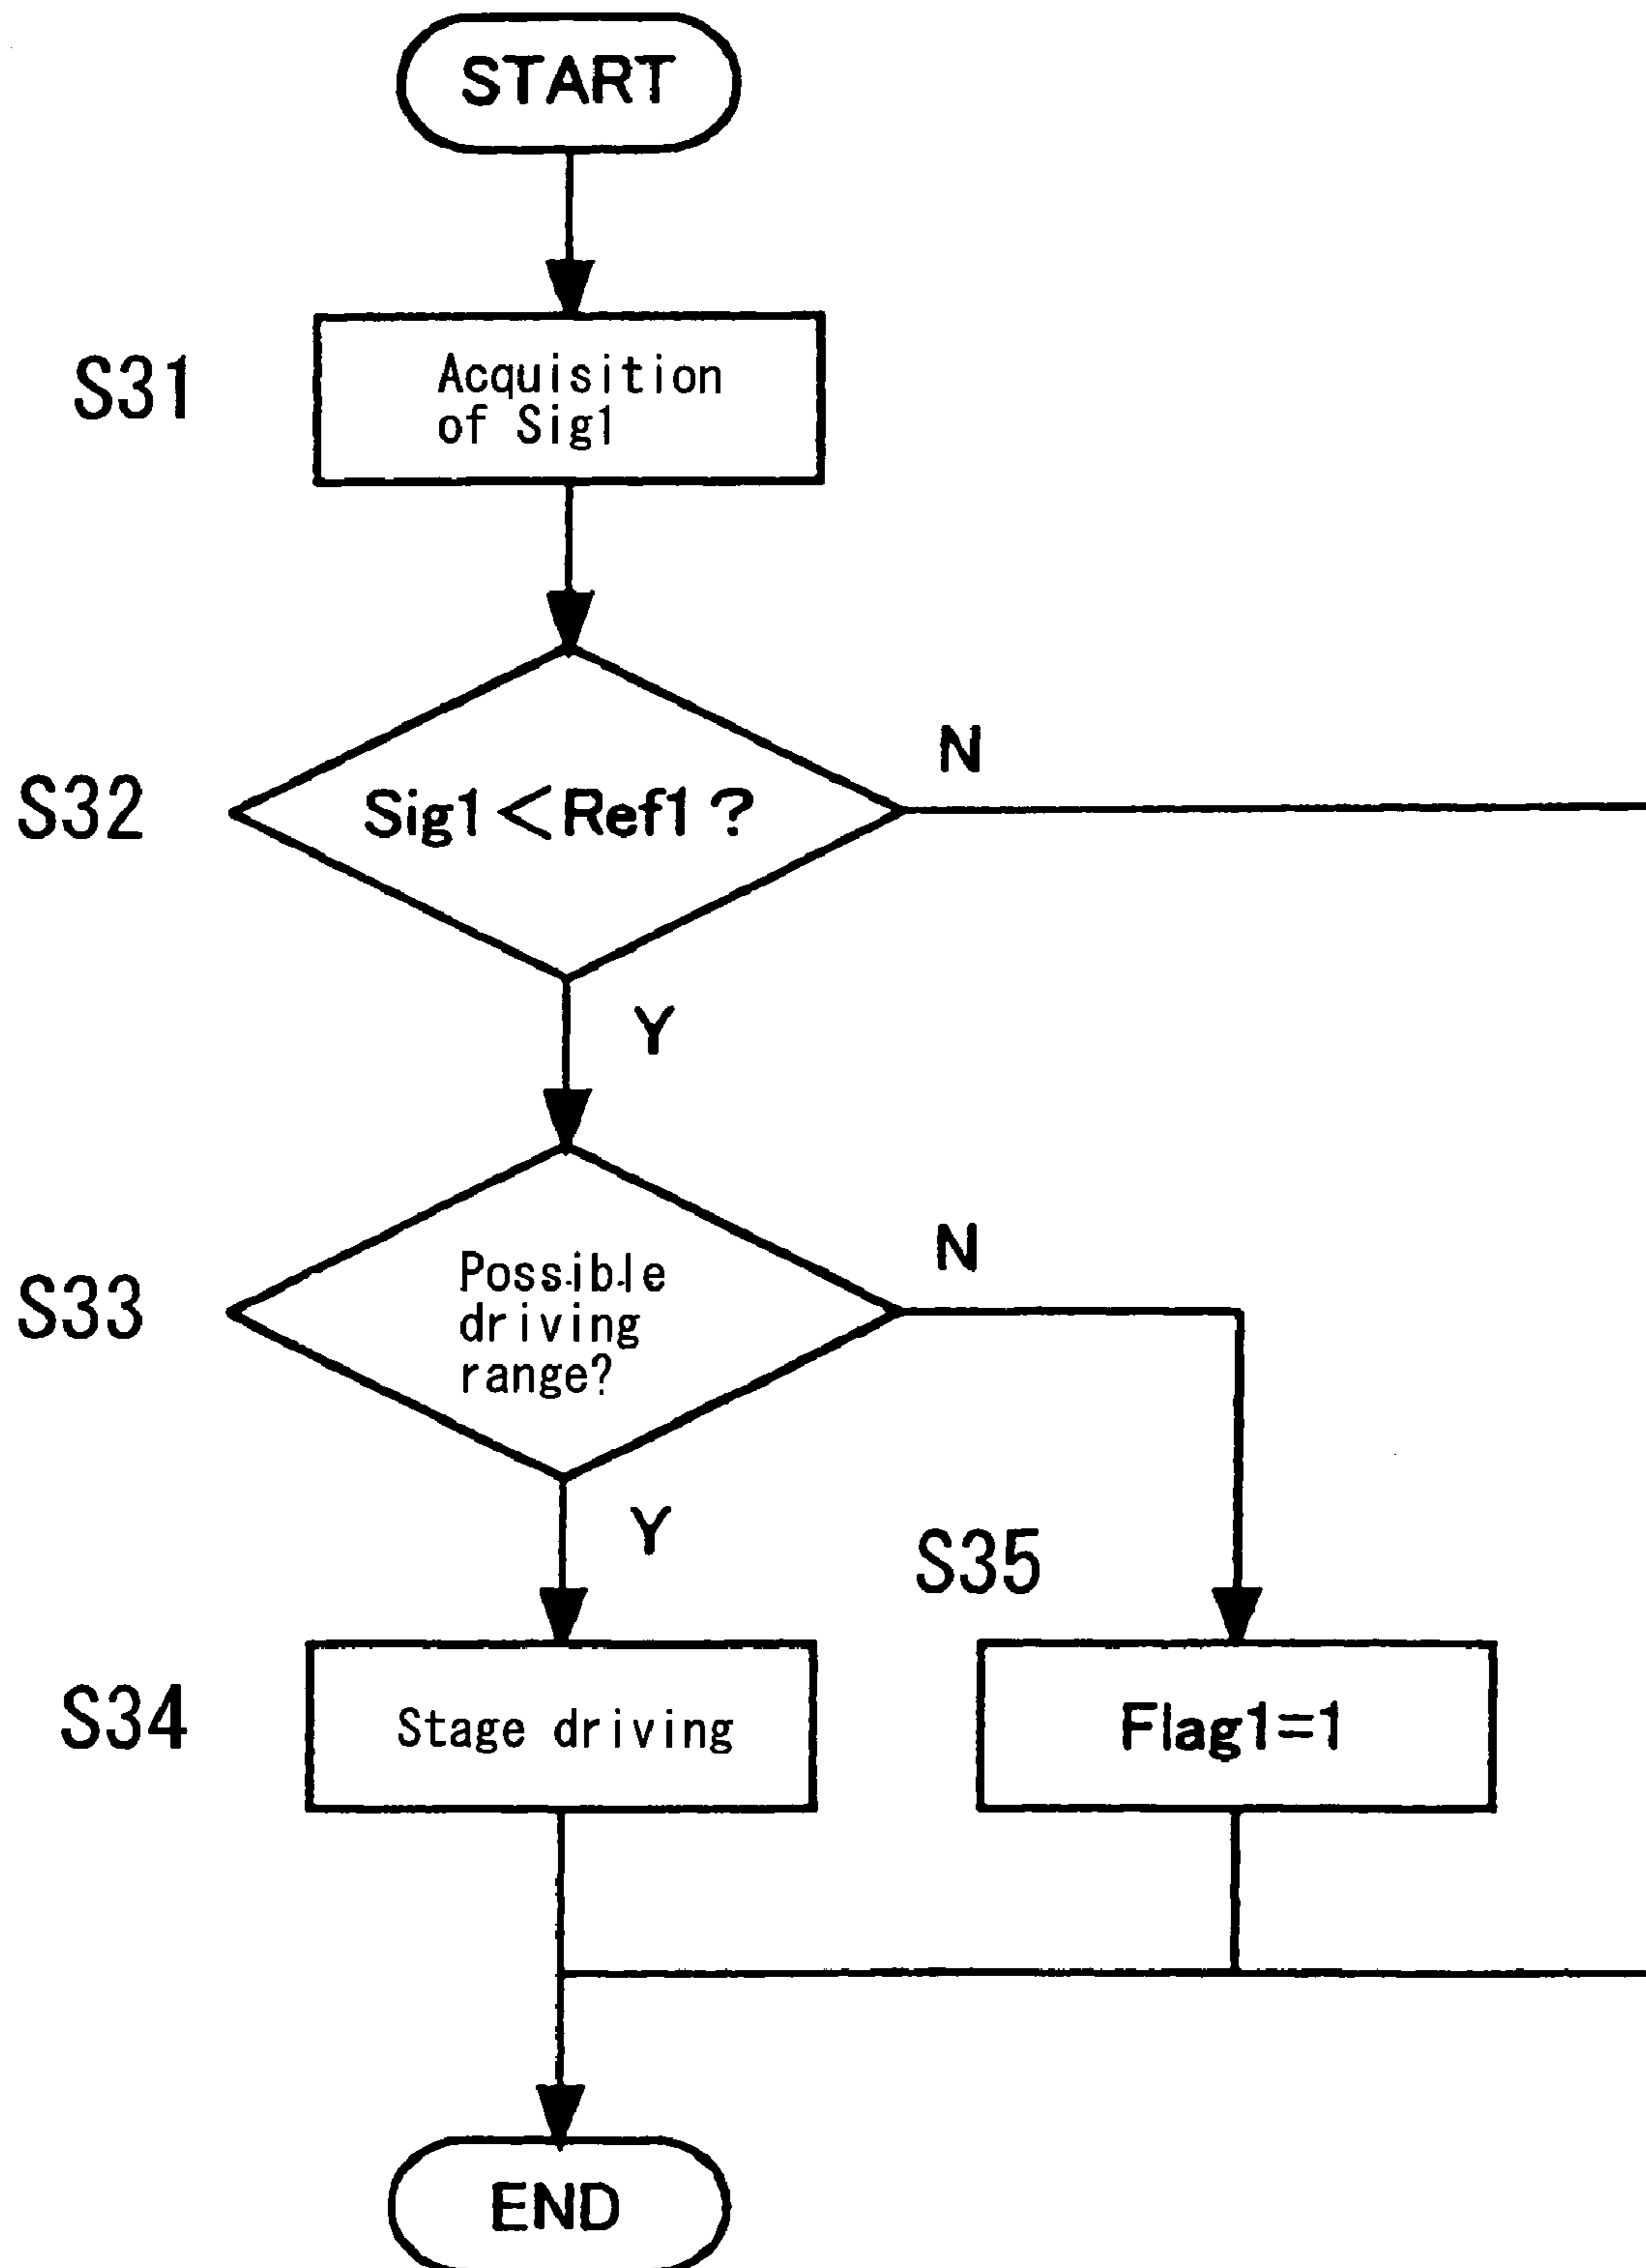 START
S31
Acquisition
of Sig1
S32
Sig1<Ref1?
N
Y
S33
Possible
driving
range?
N
Y
S35
S34
Stage driving
Flag1=1
END